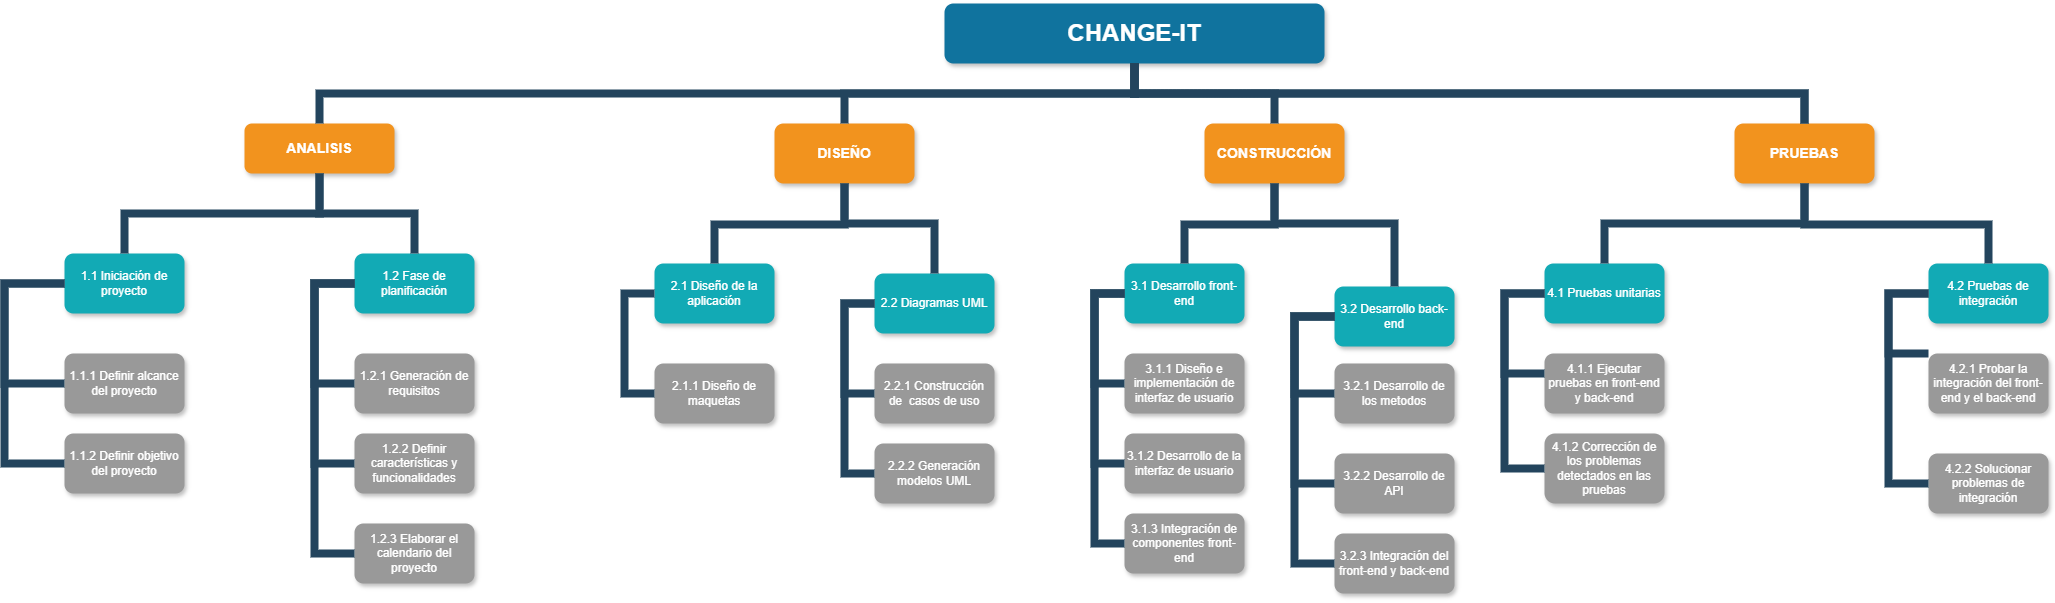 CHANGE-IT
ANALISIS
DISEÑO
CONSTRUCCIÓN
PRUEBAS
1.1 Iniciación de
proyecto
1.1.1 Definir alcance
del proyecto
1.1.2 Definir objetivo
del proyecto
1.2 Fase de
planificación
1.2.1 Generación de
requisitos
1.2.2 Definir
características y
funcionalidades
1.2.3 Elaborar el
calendario del
proyecto
2.1 Diseño de la
aplicación
2.1.1 Diseño de
maquetas
2.2 Diagramas UML
2.2.1 Construcción
de casos de uso
2.2.2 Generación
modelos UML
3.1 Desarrollo front-
end
3.1.1 Diseño e
implementación de
interfaz de usuario
3.1.2 Desarrollo de la
interfaz de usuario
3.1.3 Integración de
componentes front-
end
3.2 Desarrollo back-
end
3.2.1 Desarrollo de
los metodos
3.2.2 Desarrollo de
API
3.2.3 Integración del
front-end y back-end
4.1 Pruebas unitarias
4.1.1 Ejecutar
pruebas en front-end
y back-end
4.1.2 Corrección de
los problemas
detectados en las
pruebas
4.2 Pruebas de
integración
4.2.1 Probar la
integración del front-
end y el back-end
4.2.2 Solucionar
problemas de
integración